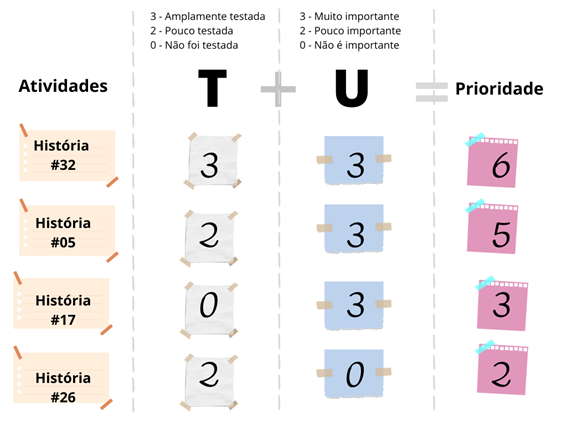 3 - Amplamente testada
2 - Pouco testada
0 - Não foi testada
3 - Muito importante
2 - Pouco importante
0 - Não é importante
Atividades T + U = Prioridade
História #32 3 3 6
História #05 2 3 5
História #17 0 3 3
História #26 2 0 2